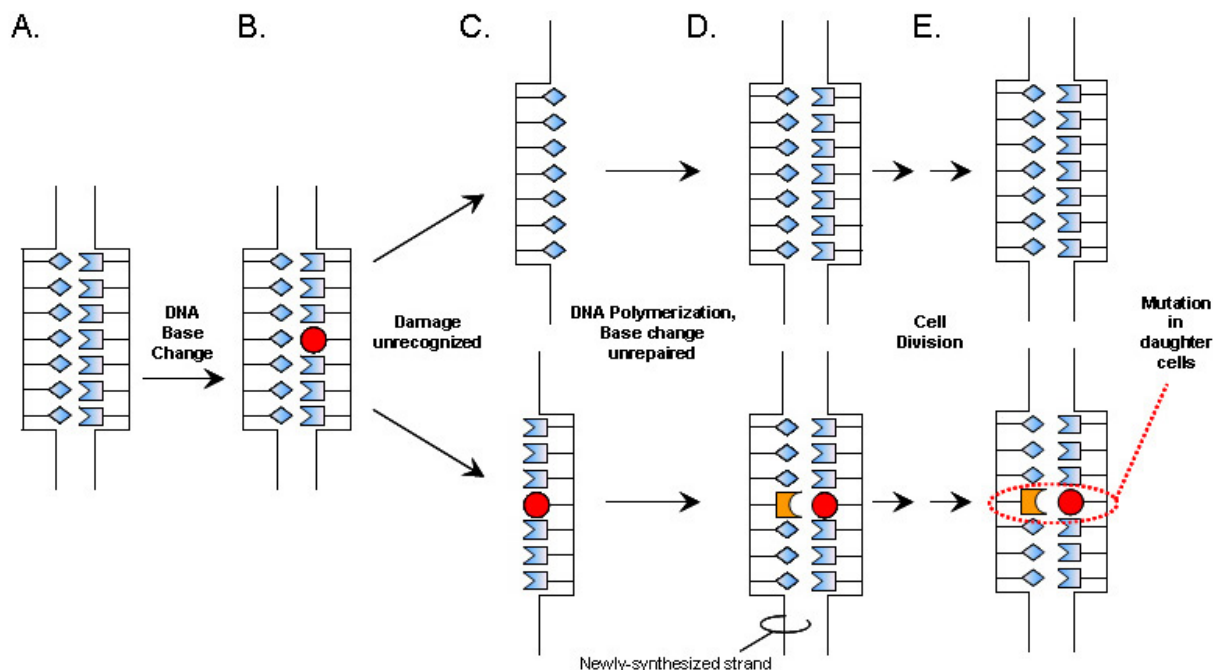 A.
B.
C.
D.
E.
DNA
Base
Change
Damage
unrecognized
DNA Polymerization,
Base change
unrepaired
Cell
Division
Mutation
in
daughter
cells
Newly-synthesized strand